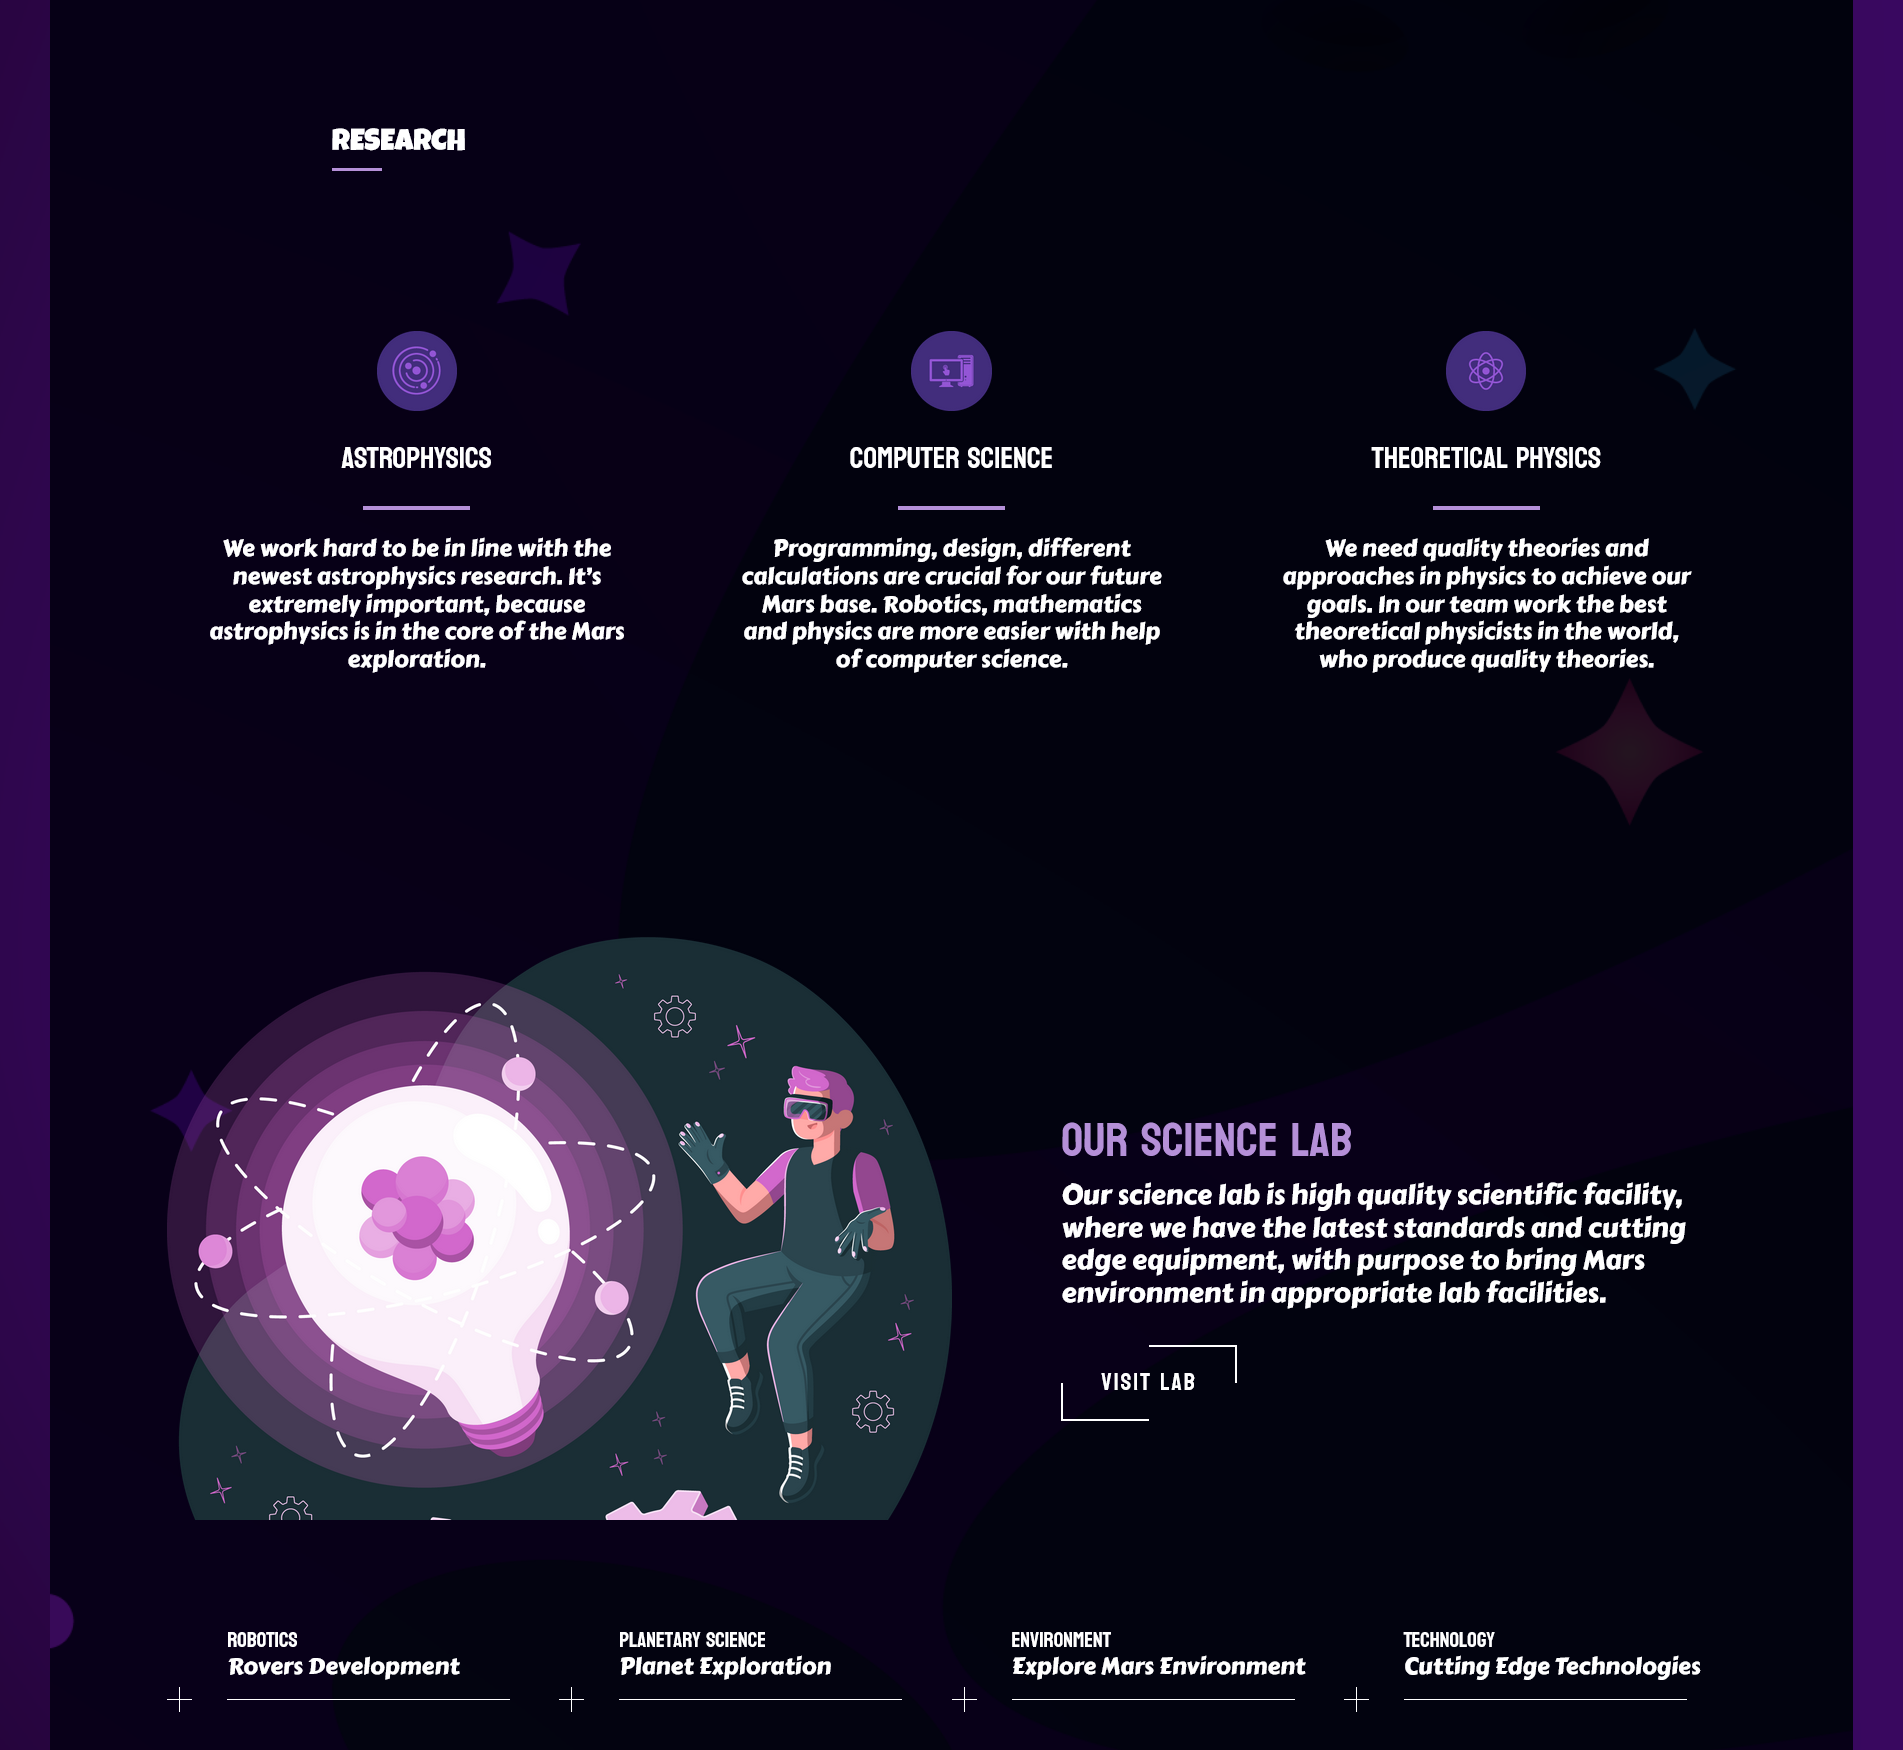 RESEARCH
ASTROPHYSICS
We work hard to be in line with the
newest astrophysics research. It's
extremely important, because
astrophysics is in the core of the Mars
exploration.
COMPUTER SCIENCE
Programming, design, different
calculations are crucial for our future
Mars base. Robotics, mathematics
and physics are more easier with help
of computer science.
THEORETICAL PHYSICS
We need quality theories and
approaches in physics to achieve our
goals. In our team work the best
theoretical physicists in the world,
who produce quality theories.
OUR SCIENCE LAB
Our science lab is high quality scientific facility,
where we have the latest standards and cutting
edge equipment, with purpose to bring Mars
environment in appropriate lab facilities.
VISIT LAB
ROBOTICS
Rovers Development
PLANETARY SCIENCE
Planet Exploration
ENVIRONMENT
Explore Mars Environment
TECHNOLOGY
Cutting Edge Technologies